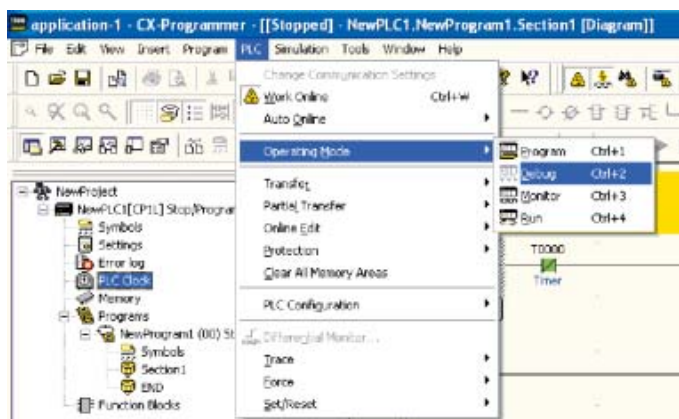 application-1 - CX-Programmer - [[Stopped] - NewPLC1.NewProgram1.Section1 [Diagram]]
File Edit View Insert Program PLC Simulation Tools Window Help
Change Communication Settings
Work Online Ctrl+W
Auto Online
Operating Mode
Program Ctrl+1
Debug Ctrl+2
Monitor Ctrl+3
Run Ctrl+4
Transfer
Partial Transfer
Online Edit
Protection
Clear All Memory Areas
PLC Configuration
Differential Monitor...
Trace
Force
Set/Reset
NewProject
NewPLC1[CP1L] Stop/Program
Symbols
Settings
Error log
PLC Clock
Memory
Programs
NewProgram1 (00) St
Symbols
Section1
END
Function Blocks
T0000
Timer